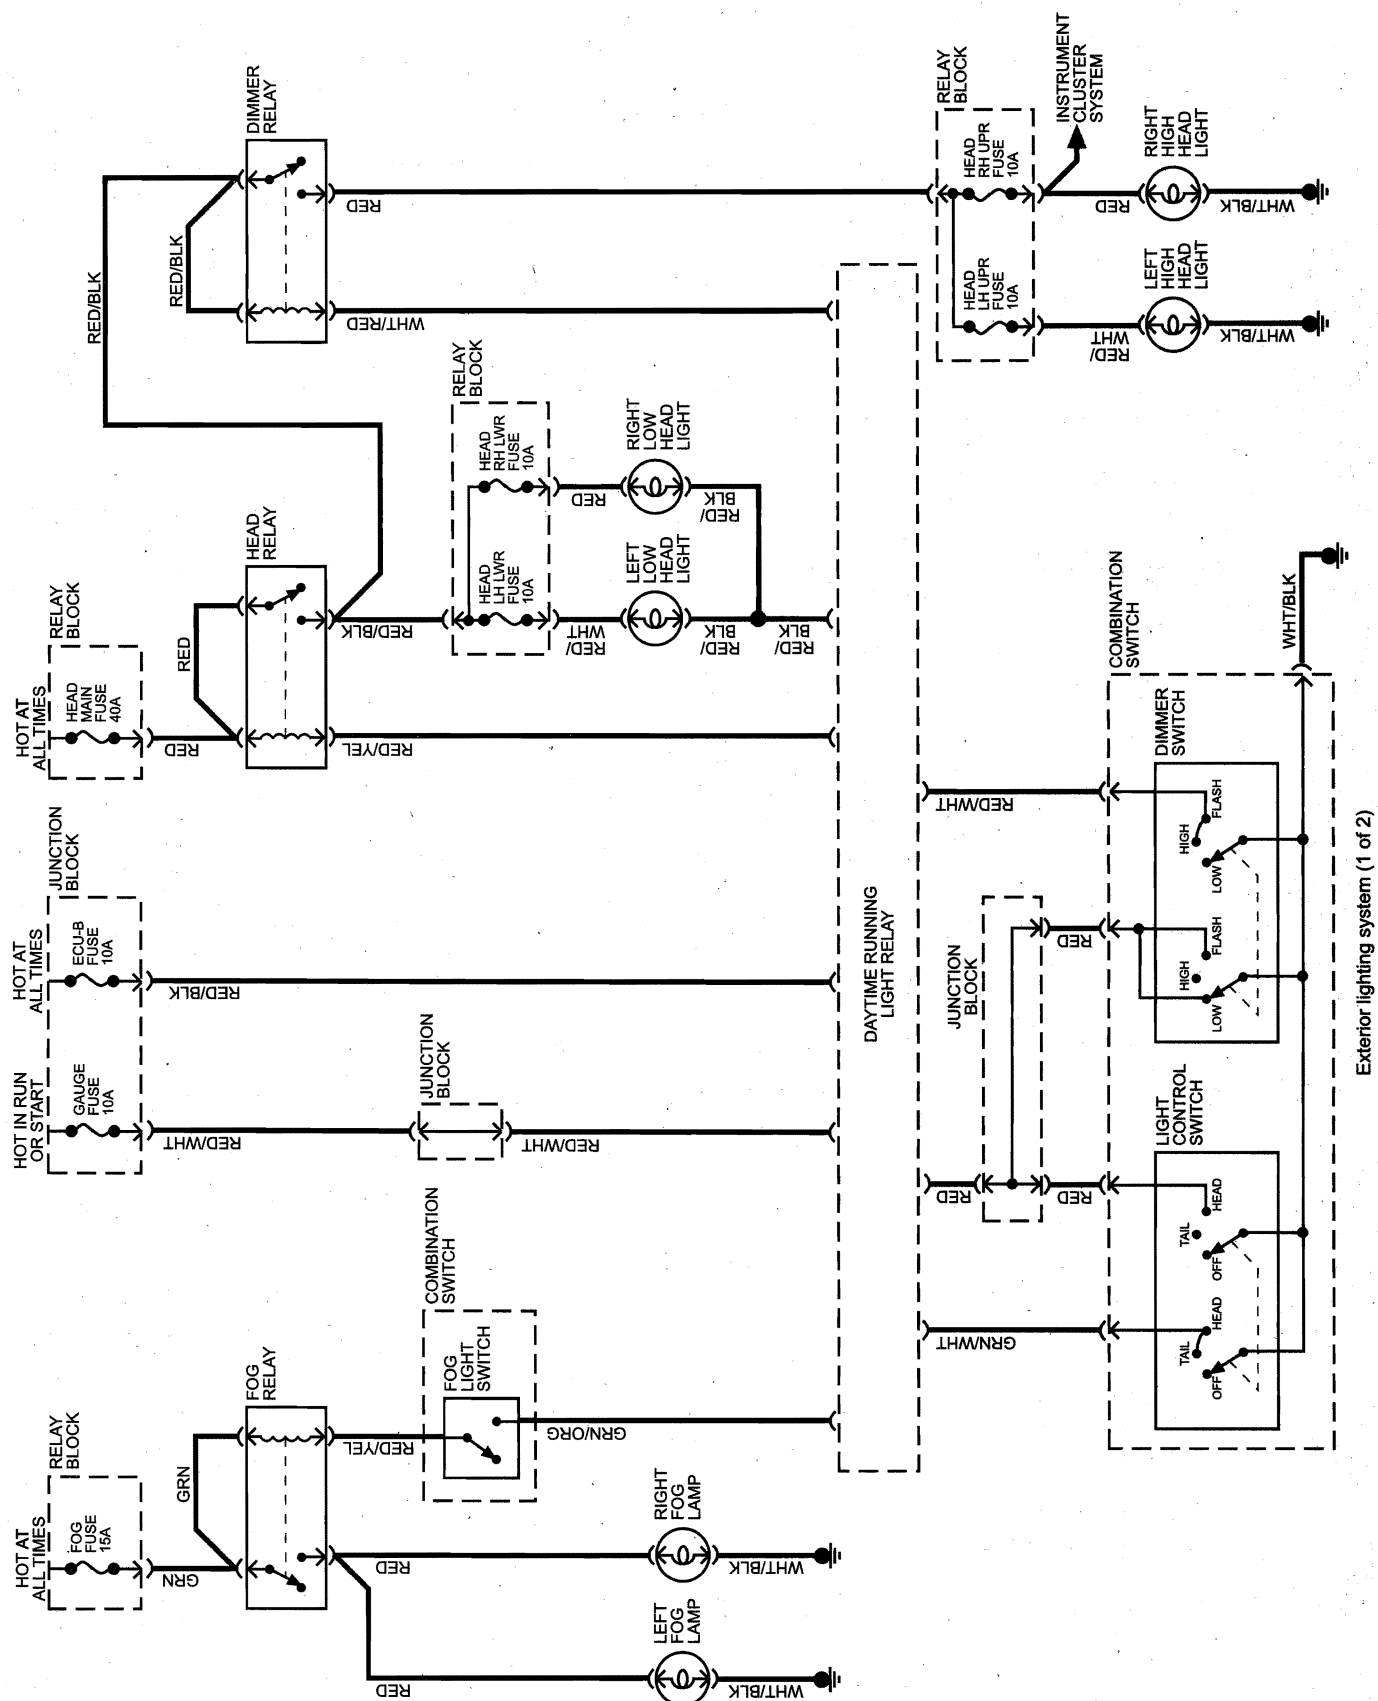 HOT AT
ALL TIMES
RELAY
BLOCK
FOG
FUSE
15A
GRN
GRN
FOG
RELAY
RED
RED
LEFT
FOG
LAMP
WHT/BLK
RIGHT
FOG
LAMP
WHT/BLK
RED/YEL
COMBINATION
SWITCH
FOG
LIGHT
SWITCH
GRN/ORG
HOT IN RUN
OR START
GAUGE
FUSE
10A
RED/WHT
JUNCTION
BLOCK
RED/WHT
HOT AT
ALL TIMES
ECU-B
FUSE
10A
JUNCTION
BLOCK
RED/BLK
HOT AT
ALL TIMES
HEAD
MAIN
FUSE
40A
RELAY
BLOCK
RED
RED
HEAD
RELAY
RED/YEL
RED/BLK
RED/BLK
RED/BLK
DIMMER
RELAY
WHT/RED
RED
RELAY
BLOCK
HEAD
LH LWR
FUSE
10A
HEAD
RH LWR
FUSE
10A
RED/
WHT
RED
LEFT
LOW
HEAD
LIGHT
RIGHT
LOW
HEAD
LIGHT
RED/
BLK
RED/
BLK
RED/
BLK
DAYTIME RUNNING
LIGHT RELAY
RELAY
BLOCK
HEAD
LH UPR
FUSE
10A
HEAD
RH UPR
FUSE
10A
INSTRUMENT
CLUSTER
SYSTEM
RED/
WHT
RED
LEFT
HIGH
HEAD
LIGHT
RIGHT
HIGH
HEAD
LIGHT
WHT/BLK
WHT/BLK
GRN/WHT
RED
JUNCTION
BLOCK
RED
RED
RED/WHT
COMBINATION
SWITCH
LIGHT
CONTROL
SWITCH
OFF
TAIL
HEAD
OFF
TAIL
HEAD
DIMMER
SWITCH
LOW
HIGH
FLASH
LOW
HIGH
FLASH
WHT/BLK
Exterior lighting system (1 of 2)